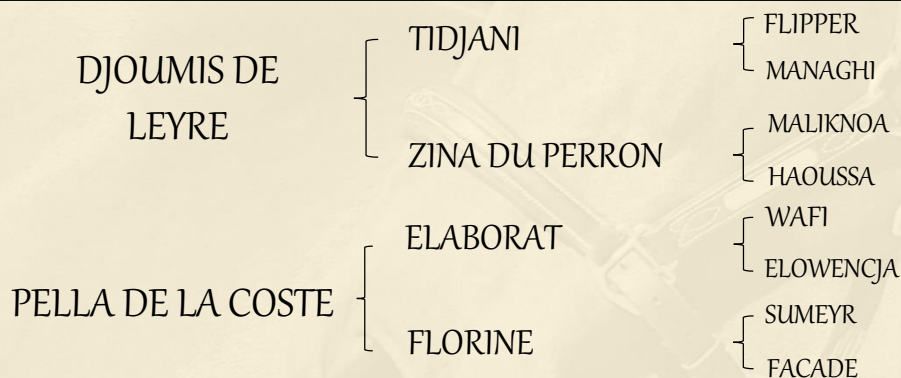 DJOUMIS DE
LEYRE
TIDJANI
FLIPPER
MANAGHI
ZINA DU PERRON
MALIKNOA
HAOUSSA
PELLA DE LA COSTE
ELABORAT
WAFI
ELOWENCJA
FLORINE
SUMEYR
FACADE